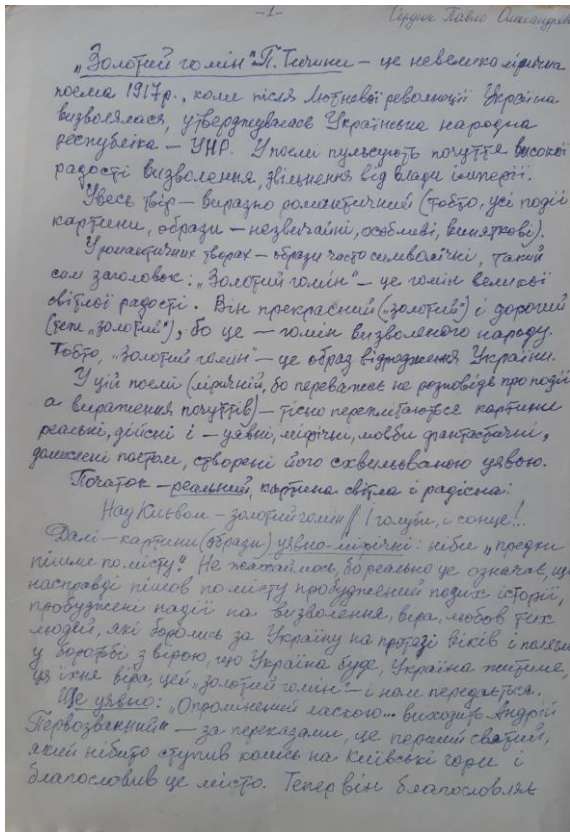 -1-
Сердюк Павло Олександров
„Золотий гомін" П. Тичини – це невелика лірична
поема 1917р., коли після Лютневої революції Україна
визволялася, утверджувалась Українська народна
республіка – УНР. У поемі пульсують почуття високої
радості визволення, звільнення від влади імперії.
Увесь твір – виразно романтичний (тобто, усі події
картини, образи – незвичайні, особливі, виняткові).
У романтичних творах – образи часто символічні, такий
сам заголовок: „Золотий гомін" – це гомін великої
світлої радості. Він прекрасний („золотий") і дорогий
(теж „золотий"), бо це – гомін визволеного народу.
Тобто, „Золотий гомін" – це образ відродження України.
У цій поемі (ліричній, бо переважає не розповідь про події
а вираження почуттів) – тісно переплітаються картини
реальні, дійсні і – уявні, міфічні, мовби фантастичні,
домислені поетом, створені його схвильованою уявою.
Початок – реальний, картина світла і радісна:
Над Києвом – золотий гомін // І голуби, і сонце!..
Далі – картини (образи) уявно-міфічні: ніби „предки
пішли по місту". Не жахаймось, бо реально це означає, що
насправді пішов по місту пробуджений подих історії,
пробуджені надії на визволення, віра, любов тих
людей, які боролись за Україну на протязі віків і полягли
у боротьбі з вірою, що Україна буде, Україна житиме,
ця їхня віра, цей „золотий гомін" – і нам передається.
Ще уявно: „Опромінений ласкою... виходить Андрій
Первозванний" – за переказами, це перший святий,
який нібито ступив колись на Київські гори і
благословив це місто. Тепер він благословляє